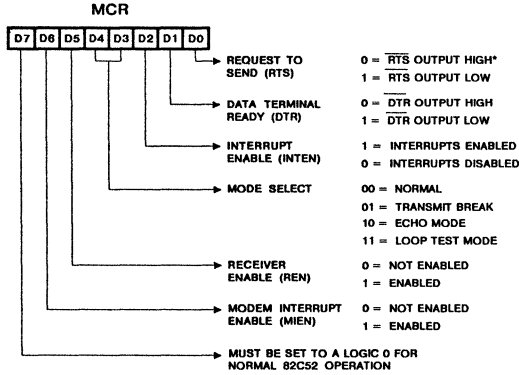 MCR
D7 D6 D5 D4 D3 D2 D1 D0
REQUEST TO
SEND (RTS)
0 = RTS OUTPUT HIGH*
1 = RTS OUTPUT LOW
DATA TERMINAL
READY (DTR)
0 = DTR OUTPUT HIGH
1 = DTR OUTPUT LOW
INTERRUPT
ENABLE (INTEN)
1 = INTERRUPTS ENABLED
0 = INTERRUPTS DISABLED
MODE SELECT
00 = NORMAL
01 = TRANSMIT BREAK
10 = ECHO MODE
11 = LOOP TEST MODE
RECEIVER
ENABLE (REN)
0 = NOT ENABLED
1 = ENABLED
MODEM INTERRUPT
ENABLE (MIEN)
0 = NOT ENABLED
1 = ENABLED
MUST BE SET TO A LOGIC 0 FOR
NORMAL 82C52 OPERATION